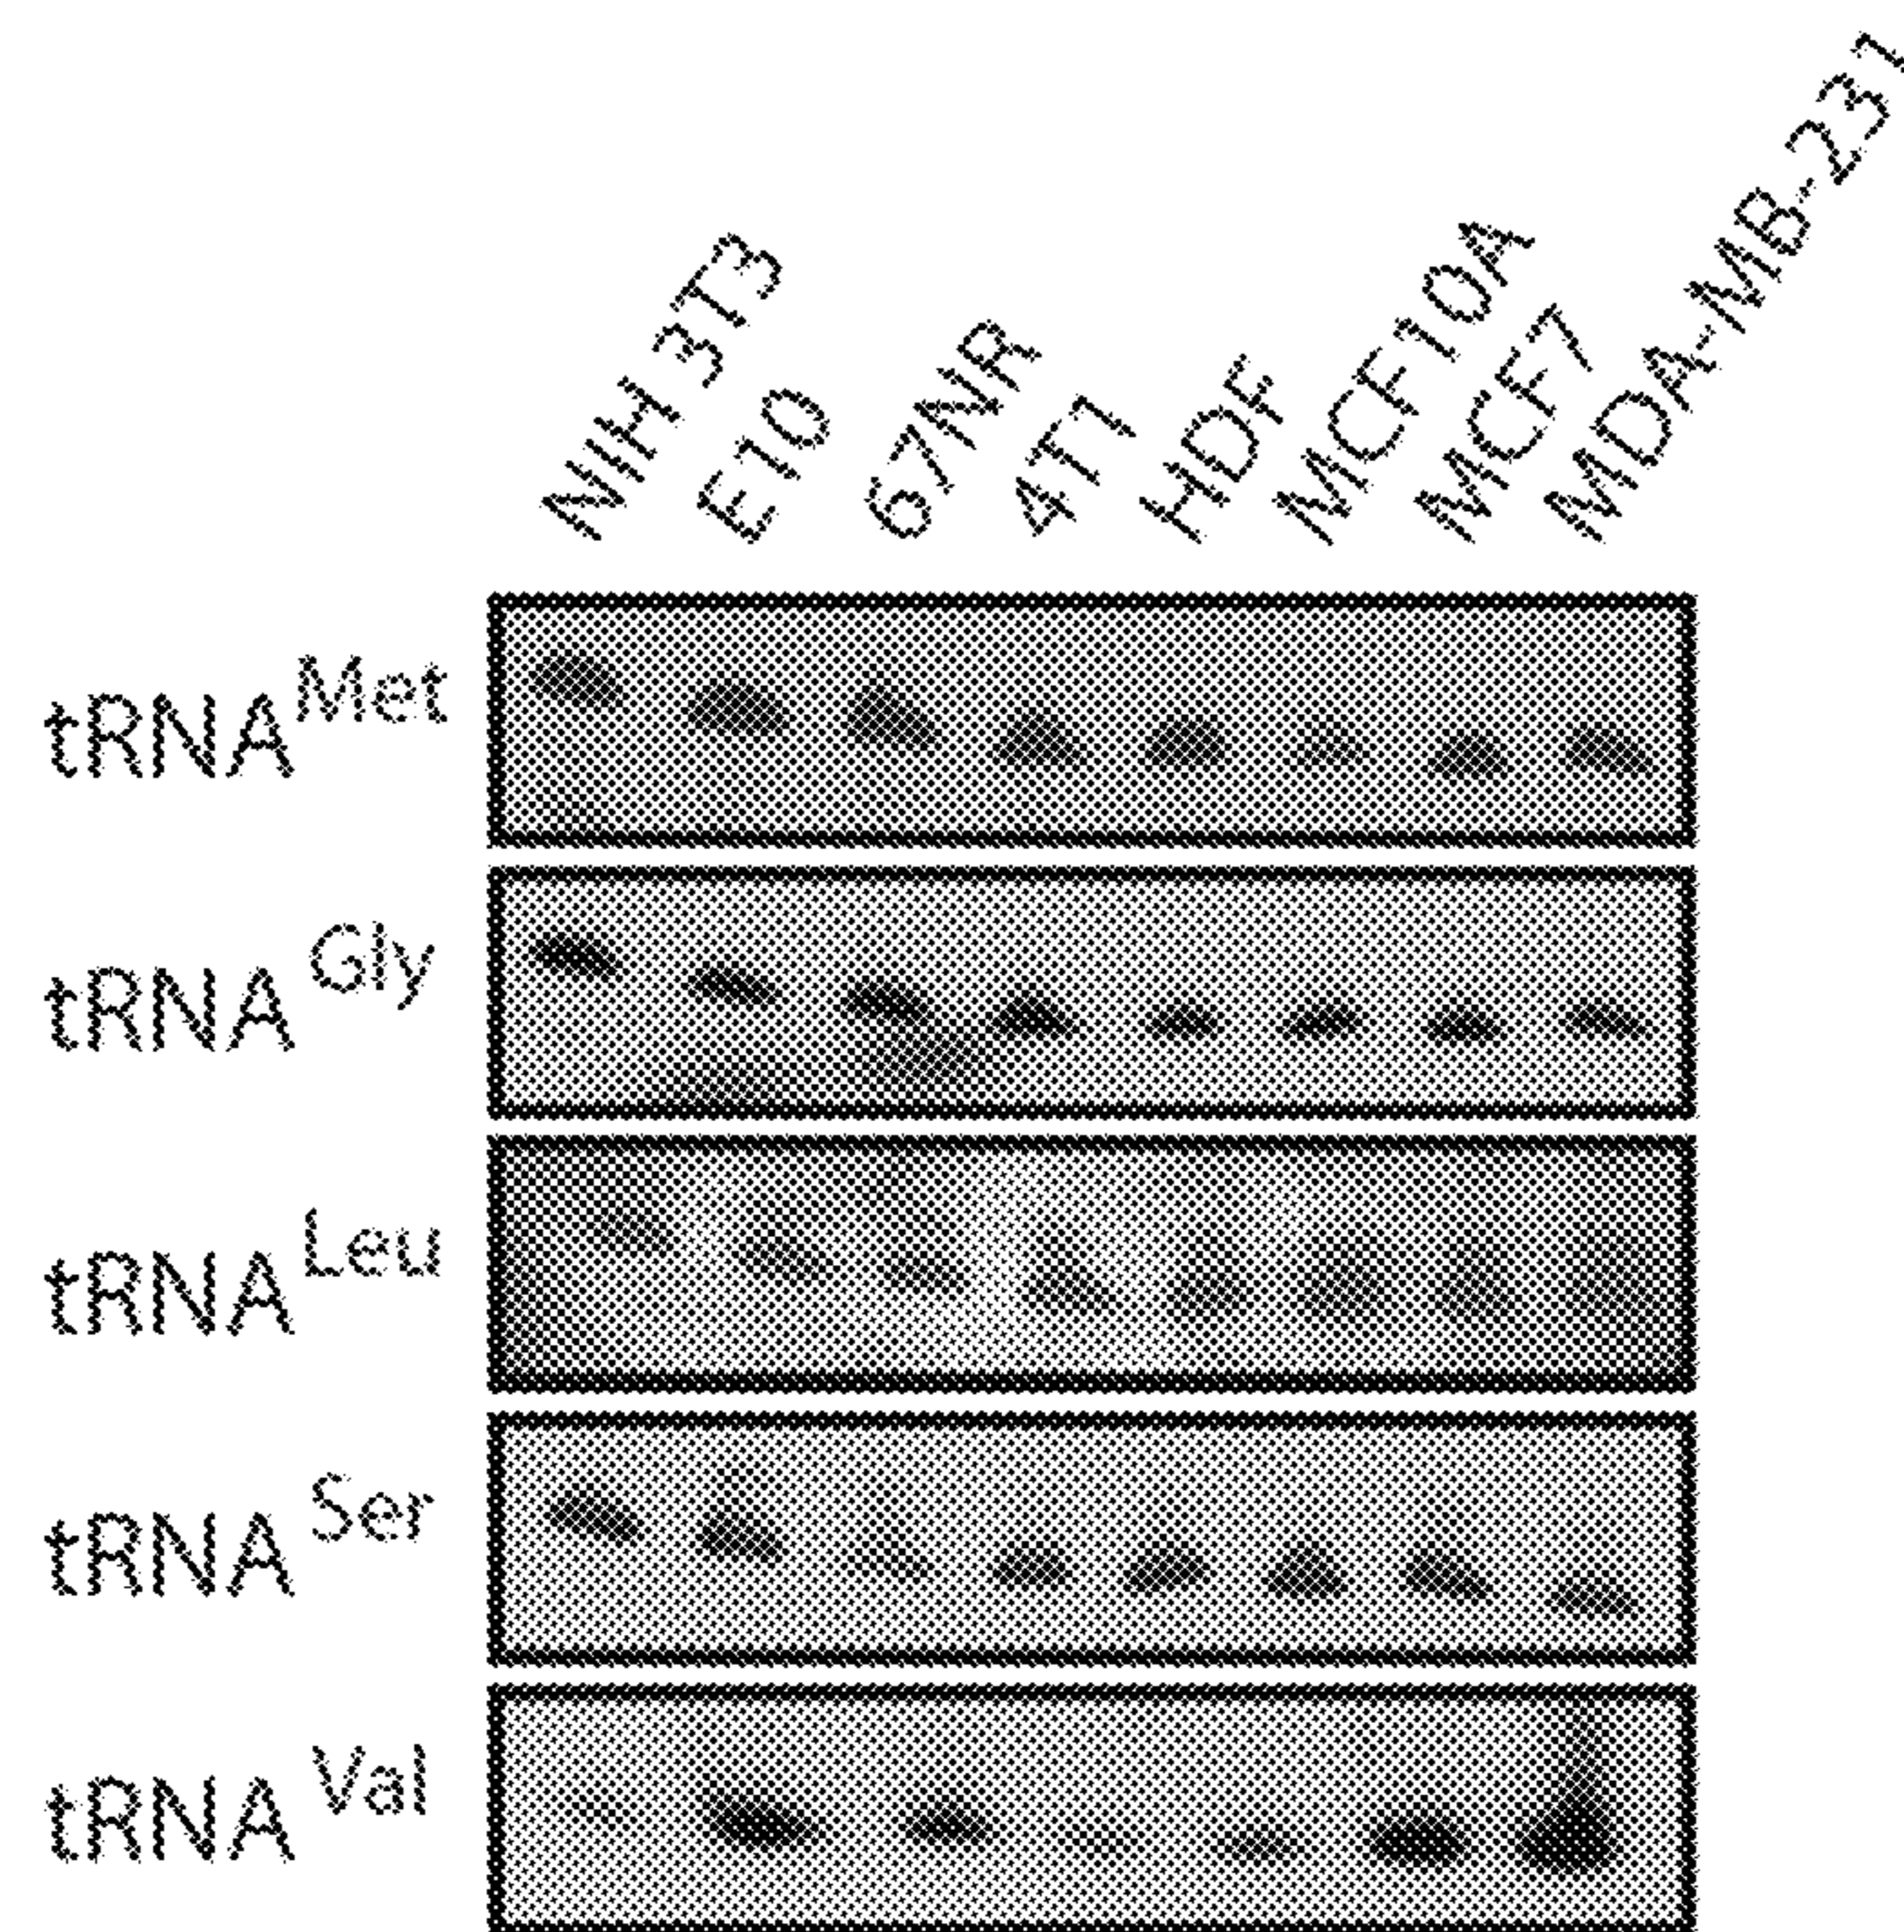 NIH 3T3
E10
67NR
4T1
HDF
MCF10A
MCF7
MDA-MB-231
tRNA^Met
tRNA^Gly
tRNA^Leu
tRNA^Ser
tRNA^Val